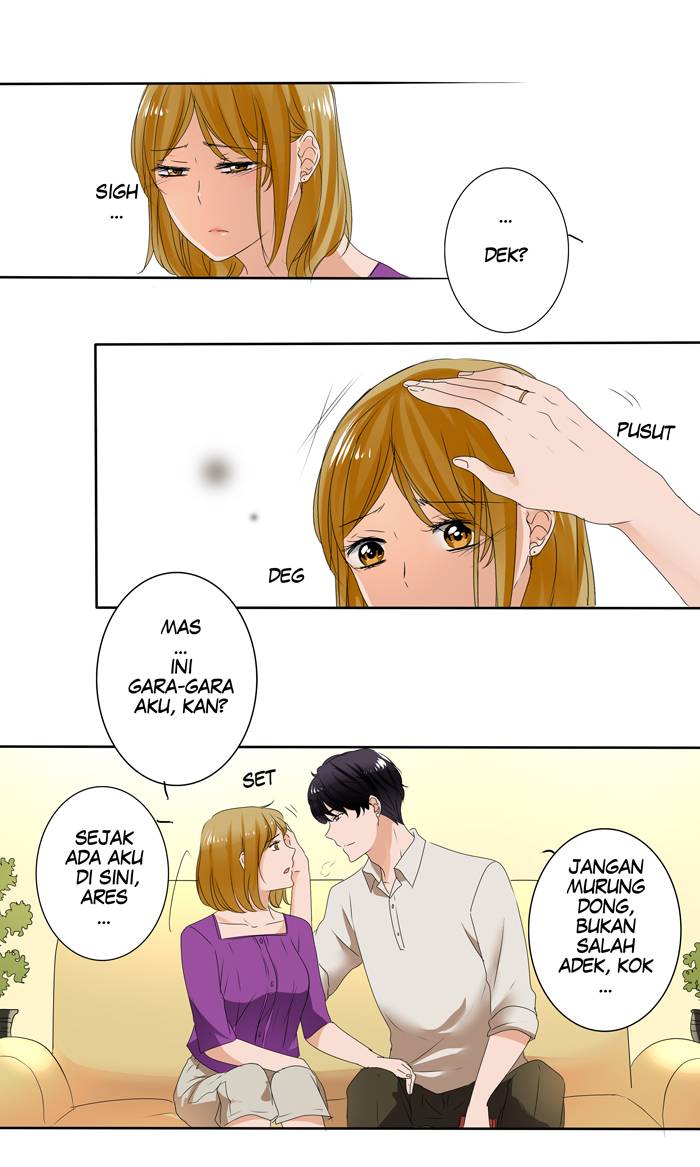 SIGH
...
...
DEK?
PUSUT
DEG
MAS
...
INI
GARA-GARA
AKU, KAN?
SET
SEJAK
ADA AKU
DI SINI,
ARES
...
JANGAN
MURUNG
DONG,
BUKAN
SALAH
ADEK, KOK
...